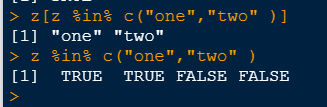 > z[z %in% c("one","two" )]
[1] "one" "two"
> z %in% c("one","two" )
[1]  TRUE  TRUE FALSE FALSE
>